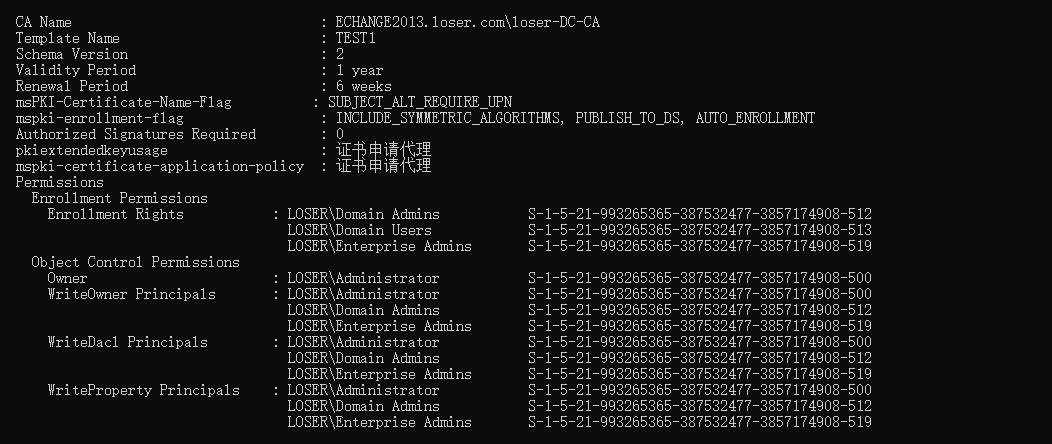 CA Name : ECHANGE2013.loser.com\loser-DC-CA
Template Name : TEST1
Schema Version : 2
Validity Period : 1 year
Renewal Period : 6 weeks
msPKI-Certificate-Name-Flag : SUBJECT_ALT_REQUIRE_UPN
mspki-enrollment-flag : INCLUDE_SYMMETRIC_ALGORITHMS, PUBLISH_TO_DS, AUTO_ENROLLMENT
Authorized Signatures Required : 0
pkiextendedkeyusage : 证书申请代理
mspki-certificate-application-policy : 证书申请代理
Permissions
Enrollment Permissions
Enrollment Rights : LOSER\Domain Admins S-1-5-21-993265365-387532477-3857174908-512
LOSER\Domain Users S-1-5-21-993265365-387532477-3857174908-513
LOSER\Enterprise Admins S-1-5-21-993265365-387532477-3857174908-519
Object Control Permissions
Owner : LOSER\Administrator S-1-5-21-993265365-387532477-3857174908-500
WriteOwner Principals : LOSER\Administrator S-1-5-21-993265365-387532477-3857174908-500
LOSER\Domain Admins S-1-5-21-993265365-387532477-3857174908-512
LOSER\Enterprise Admins S-1-5-21-993265365-387532477-3857174908-519
WriteDacl Principals : LOSER\Administrator S-1-5-21-993265365-387532477-3857174908-500
LOSER\Domain Admins S-1-5-21-993265365-387532477-3857174908-512
LOSER\Enterprise Admins S-1-5-21-993265365-387532477-3857174908-519
WriteProperty Principals : LOSER\Administrator S-1-5-21-993265365-387532477-3857174908-500
LOSER\Domain Admins S-1-5-21-993265365-387532477-3857174908-512
LOSER\Enterprise Admins S-1-5-21-993265365-387532477-3857174908-519